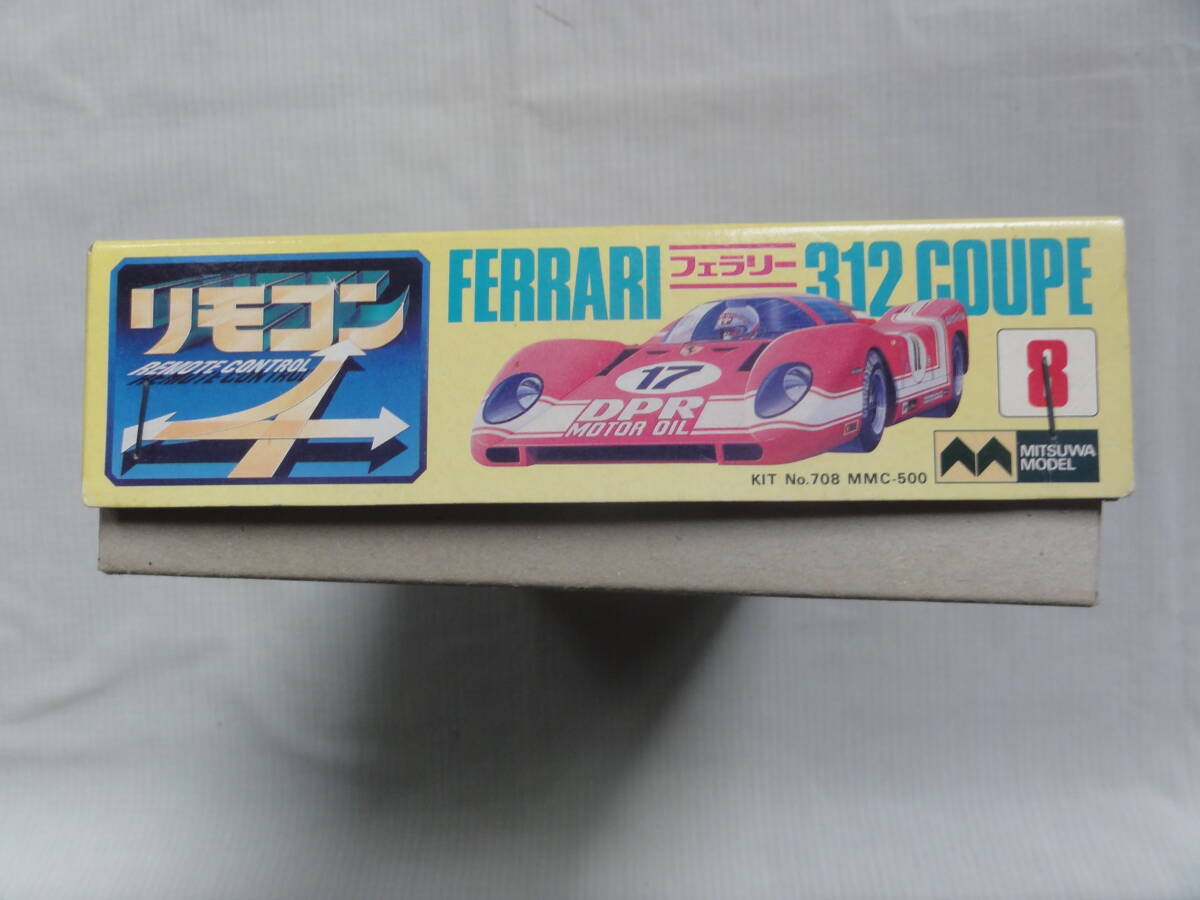 リモコン
REMOTE CONTROL
FERRARI フェラリー 312 COUPE
17
DPR
MOTOR OIL
8
MITSUWA
MODEL
KIT No.708 MMC-500